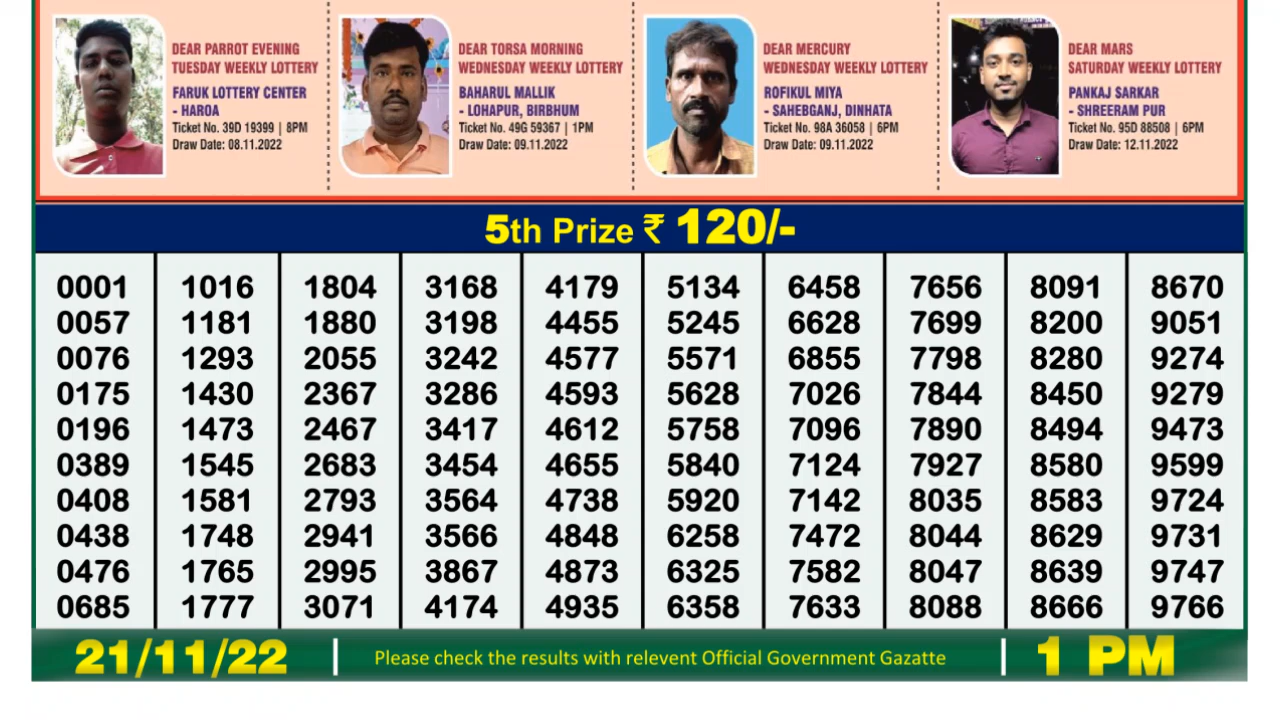 DEAR PARROT EVENING
TUESDAY WEEKLY LOTTERY
FARUK LOTTERY CENTER
- HAROA
Ticket No. 39D 19399 | 8PM
Draw Date: 08.11.2022
DEAR TORSA MORNING
WEDNESDAY WEEKLY LOTTERY
BAHARUL MALLIK
- LOHAPUR, BIRBHUM
Ticket No. 49G 59367 | 1PM
Draw Date: 09.11.2022
DEAR MERCURY
WEDNESDAY WEEKLY LOTTERY
ROFIKUL MIYA
- SAHEBGANJ, DINHATA
Ticket No. 98A 36058 | 6PM
Draw Date: 09.11.2022
DEAR MARS
SATURDAY WEEKLY LOTTERY
PANKAJ SARKAR
- SHREERAM PUR
Ticket No. 95D 88508 | 6PM
Draw Date: 12.11.2022
5th Prize ₹ 120/-
0001 1016 1804 3168 4179 5134 6458 7656 8091 8670
0057 1181 1880 3198 4455 5245 6628 7699 8200 9051
0076 1293 2055 3242 4577 5571 6855 7798 8280 9274
0175 1430 2367 3286 4593 5628 7026 7844 8450 9279
0196 1473 2467 3417 4612 5758 7096 7890 8494 9473
0389 1545 2683 3454 4655 5840 7124 7927 8580 9599
0408 1581 2793 3564 4738 5920 7142 8035 8583 9724
0438 1748 2941 3566 4848 6258 7472 8044 8629 9731
0476 1765 2995 3867 4873 6325 7582 8047 8639 9747
0685 1777 3071 4174 4935 6358 7633 8088 8666 9766
21/11/22 | Please check the results with relevent Official Government Gazatte | 1 PM